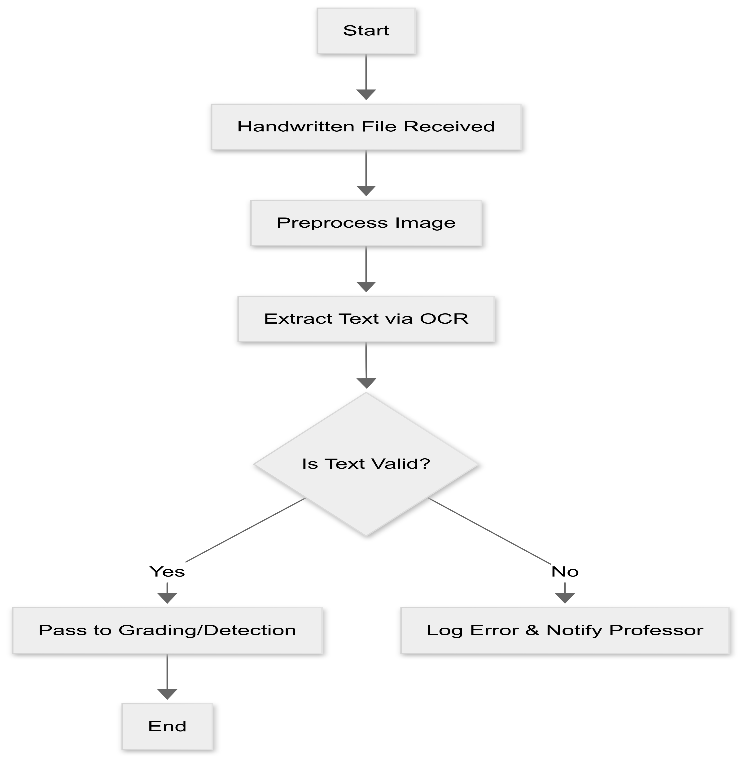 Start
Handwritten File Received
Preprocess Image
Extract Text via OCR
Is Text Valid?
Yes
No
Pass to Grading/Detection
Log Error & Notify Professor
End